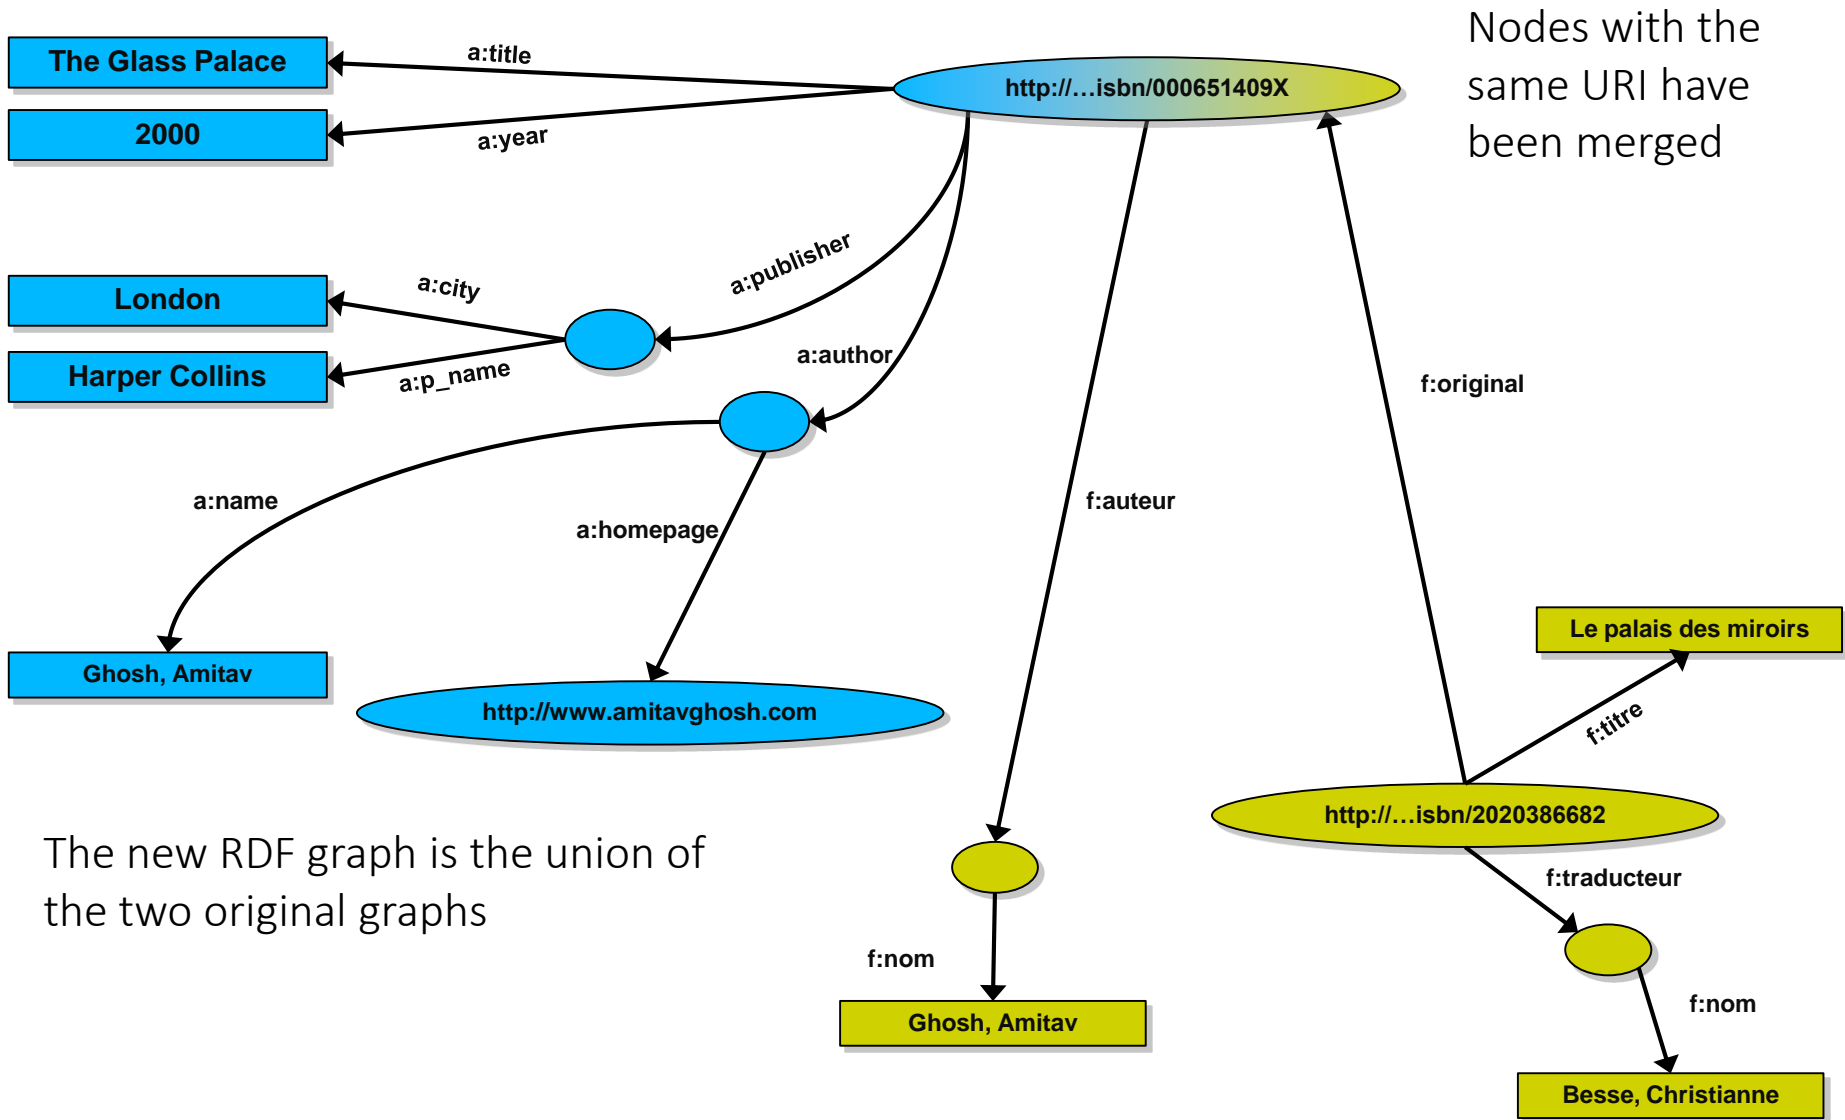 Nodes with the
same URI have
been merged
The Glass Palace
a:title
http://…isbn/000651409X
2000
a:year
a:publisher
London
a:city
a:author
Harper Collins
a:p_name
f:original
a:name
a:homepage
f:auteur
Le palais des miroirs
Ghosh, Amitav
http://www.amitavghosh.com
f:titre
http://…isbn/2020386682
The new RDF graph is the union of
the two original graphs
f:traducteur
f:nom
Ghosh, Amitav
f:nom
Besse, Christianne